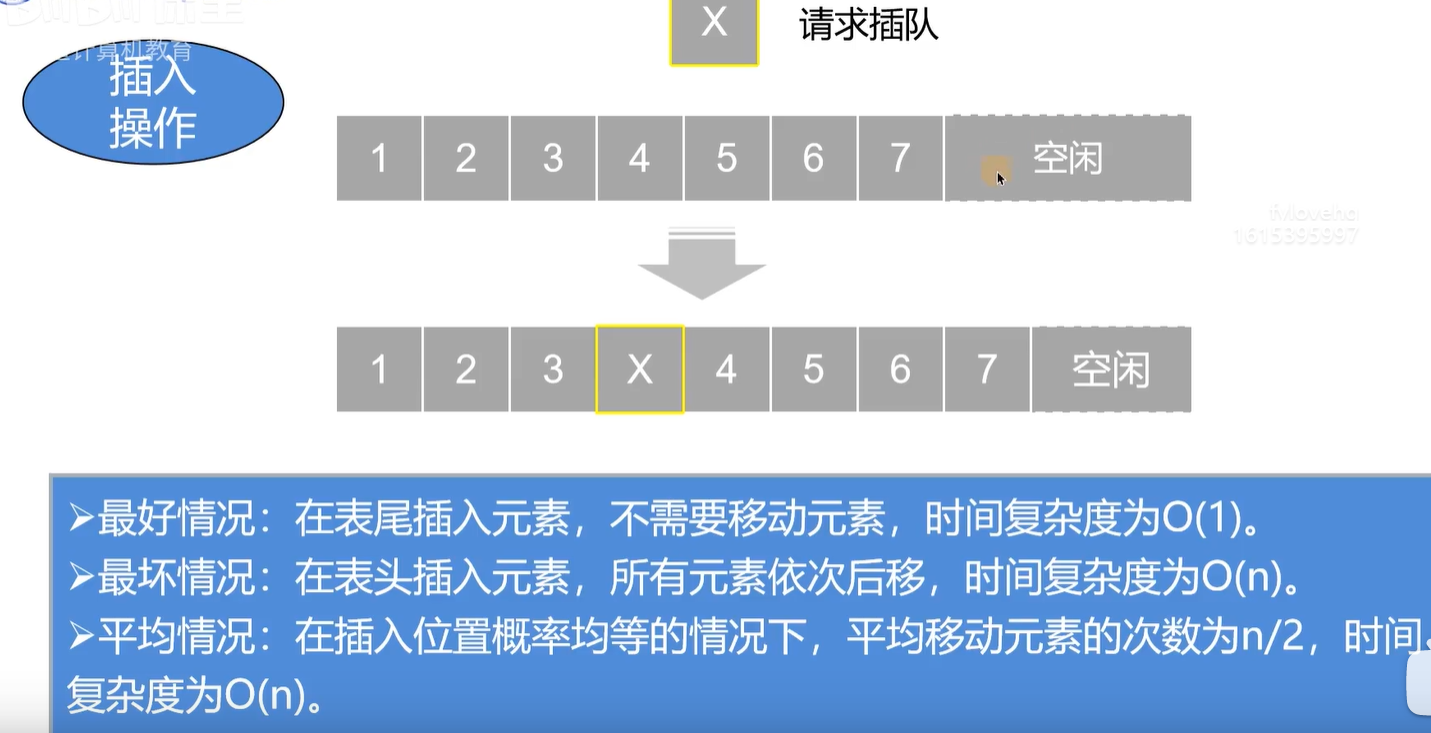 计算机教育
X 请求插队
插入
操作
1 2 3 4 5 6 7 空闲
fvloveha
1615395997
1 2 3 X 4 5 6 7 空闲
➢最好情况：在表尾插入元素，不需要移动元素，时间复杂度为O(1)。
➢最坏情况：在表头插入元素，所有元素依次后移，时间复杂度为O(n)。
➢平均情况：在插入位置概率均等的情况下，平均移动元素的次数为n/2，时间
复杂度为O(n)。